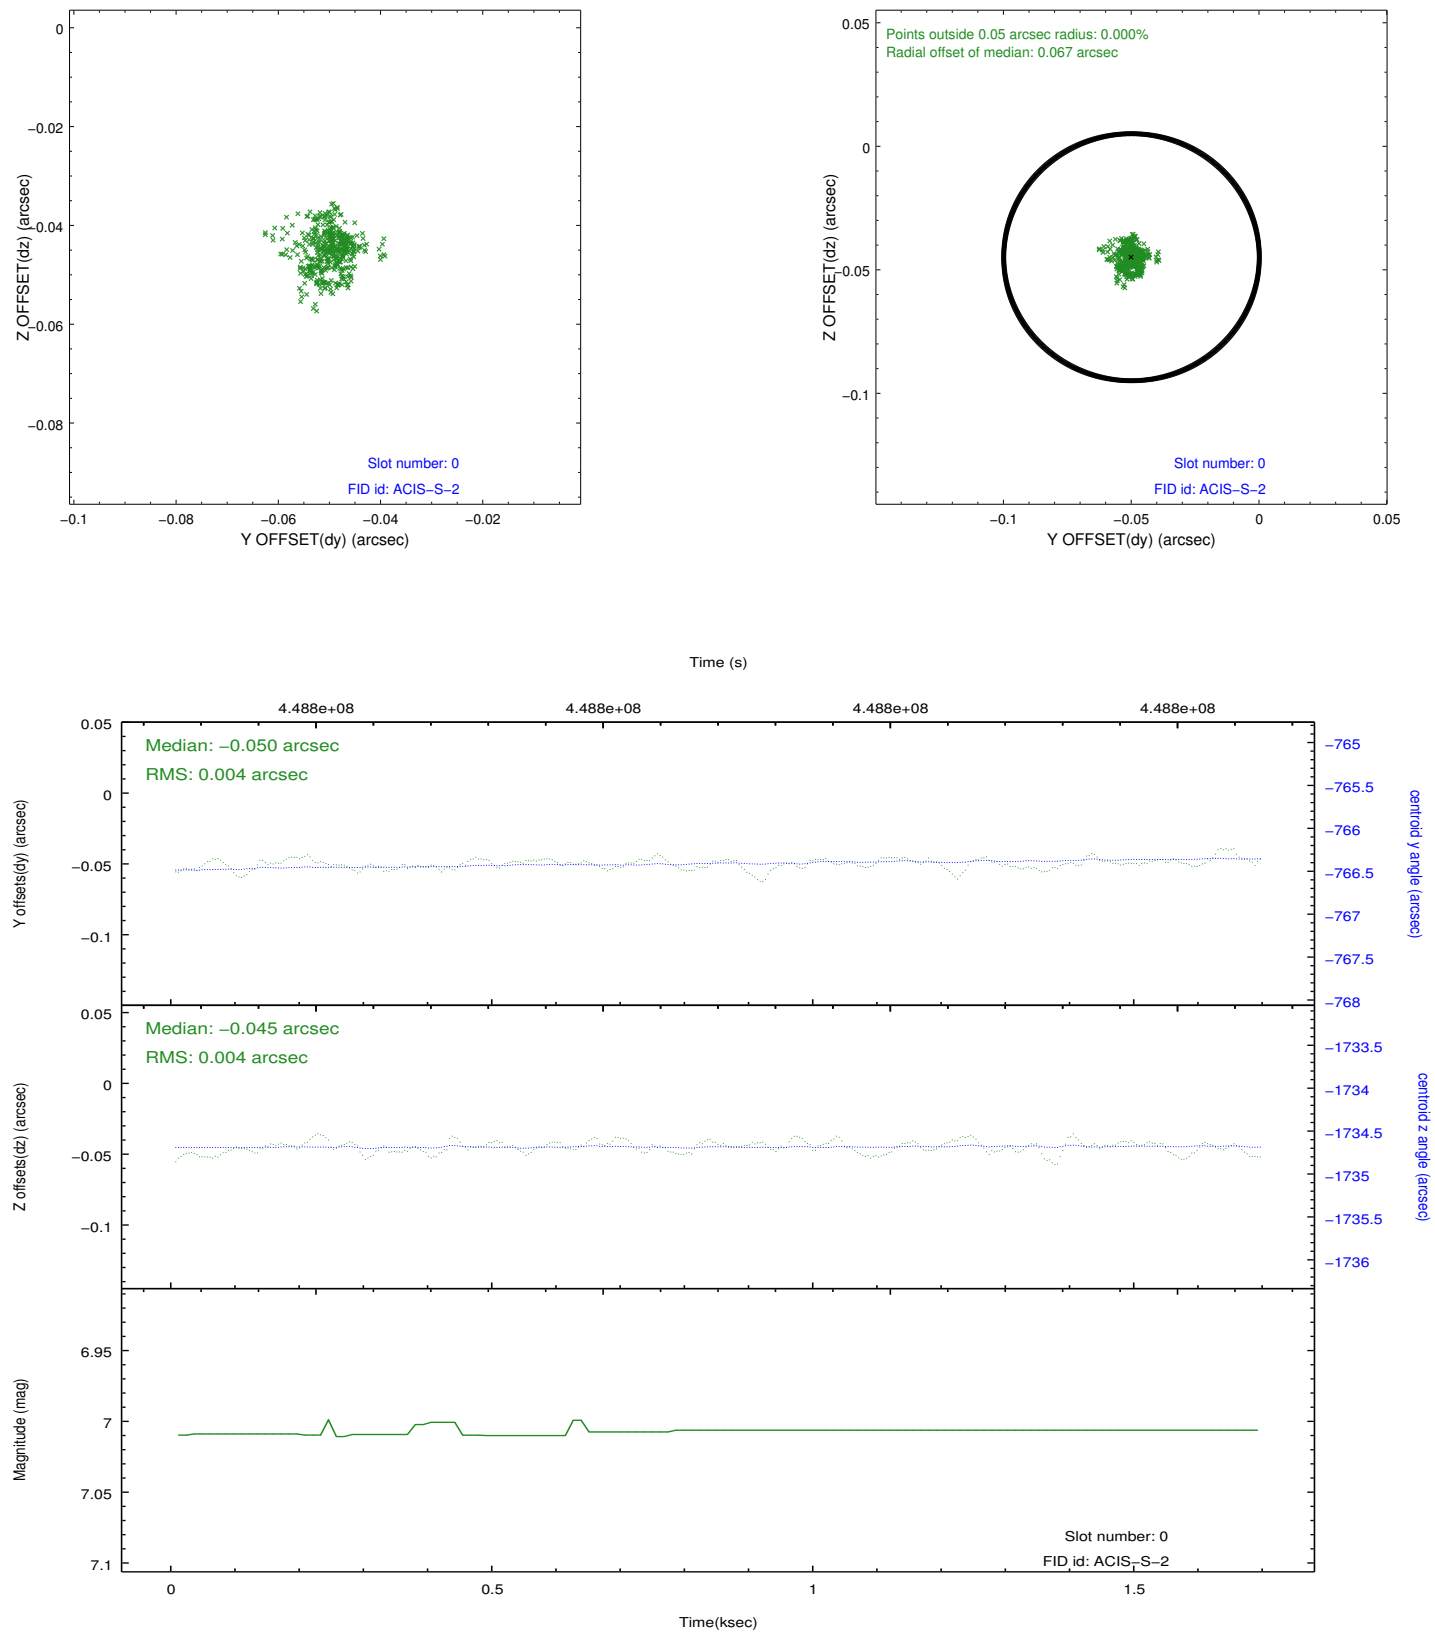 0
−0.02
−0.04
−0.06
−0.08
Z OFFSET(dz) (arcsec)
Slot number: 0
FID id: ACIS−S−2
−0.1
−0.08
−0.06
−0.04
−0.02
Y OFFSET(dy) (arcsec)
Points outside 0.05 arcsec radius: 0.000%
Radial offset of median: 0.067 arcsec
0.05
0
−0.05
−0.1
Z OFFSET(dz) (arcsec)
Slot number: 0
FID id: ACIS−S−2
−0.1
−0.05
0
0.05
Y OFFSET(dy) (arcsec)
Time (s)
4.488e+08
4.488e+08
4.488e+08
4.488e+08
Median: −0.050 arcsec
RMS: 0.004 arcsec
0.05
0
−0.05
−0.1
Y offsets(dy) (arcsec)
−765
−765.5
−766
−766.5
−767
−767.5
−768
centroid y angle (arcsec)
Median: −0.045 arcsec
RMS: 0.004 arcsec
0.05
0
−0.05
−0.1
Z offsets(dz) (arcsec)
−1733.5
−1734
−1734.5
−1735
−1735.5
−1736
centroid z angle (arcsec)
6.95
7
7.05
7.1
Magnitude (mag)
Slot number: 0
FID id: ACIS−S−2
0
0.5
1
1.5
Time(ksec)